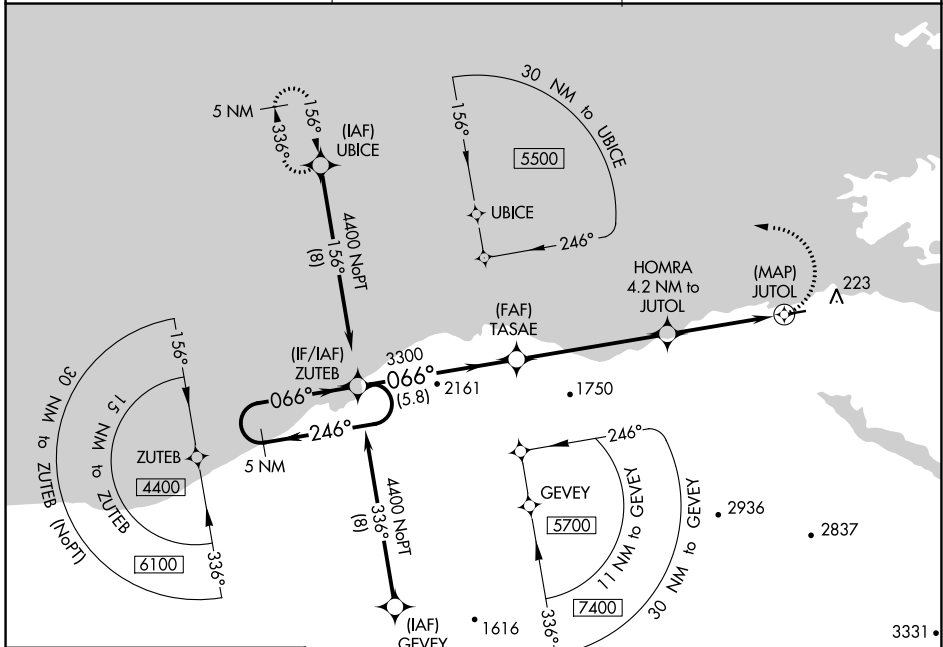 5 NM
156°
336°
(IAF)
UBICE
4400 NoPT
156°
(8)
30 NM to UBICE
156°
5500
UBICE
246°
HOMRA
4.2 NM to
JUTOL
(MAP)
JUTOL
223
(FAF)
TASAE
(IF/IAF)
ZUTEB
3300
066°
(5.8)
2161
1750
066°
246°
5 NM
156°
30 NM to ZUTEB (NoPT)
15 NM to ZUTEB
ZUTEB
4400
6100
336°
4400 NoPT
336°
(8)
(IAF)
GEVEY
1616
246°
GEVEY
5700
11 NM to GEVEY
7400
30 NM to GEVEY
336°
2936
2837
3331